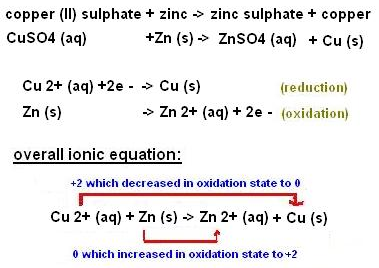 copper (II) sulphate + zinc -> zinc sulphate + copper
CuSO4 (aq) +Zn (s) -> ZnSO4 (aq) + Cu (s)
Cu 2+ (aq) +2e - -> Cu (s) (reduction)
Zn (s) -> Zn 2+ (aq) + 2e - (oxidation)
overall ionic equation:
+2 which decreased in oxidation state to 0
Cu 2+ (aq) + Zn (s) -> Zn 2+ (aq) + Cu (s)
0 which increased in oxidation state to +2